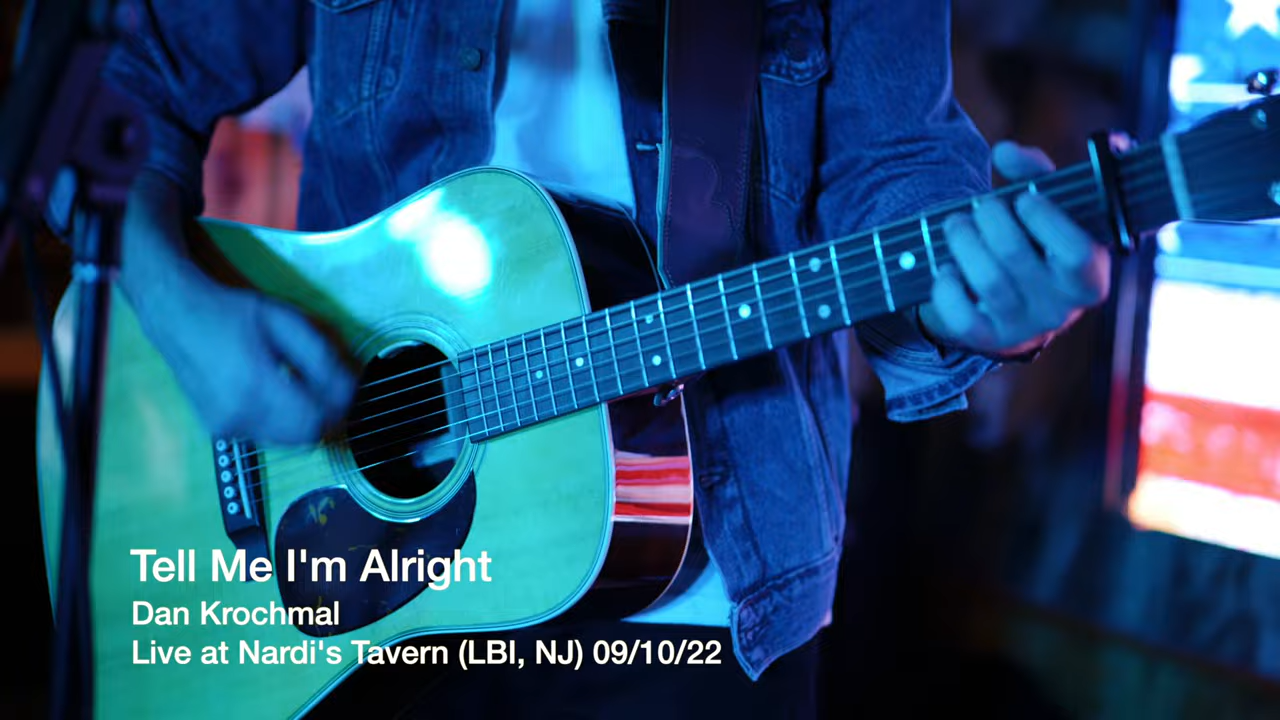 Tell Me I'm Alright
Dan Krochmal
Live at Nardi's Tavern (LBI, NJ) 09/10/22